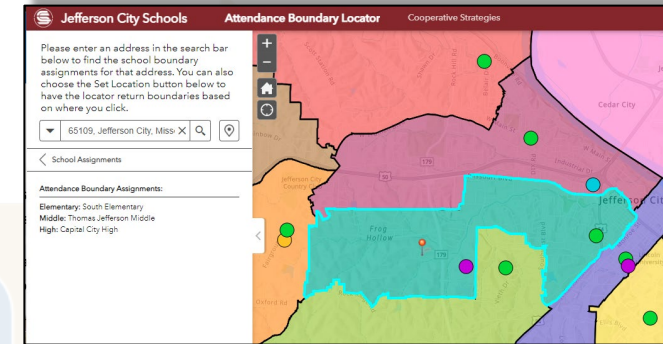 Jefferson City Schools
Attendance Boundary Locator
Cooperative Strategies
Please enter an address in the search bar
below to find the school boundary
assignments for that address. You can also
choose the Set Location button below to
have the locator return boundaries based
on where you click.
65109, Jefferson City, Miss
School Assignments
Attendance Boundary Assignments:
Elementary: South Elementary
Middle: Thomas Jefferson Middle
High: Capital City High
Cedar City
179
50
Jefferson City
Country
Jefferson Cit
Frog
Hollow
179
Oxford Rd